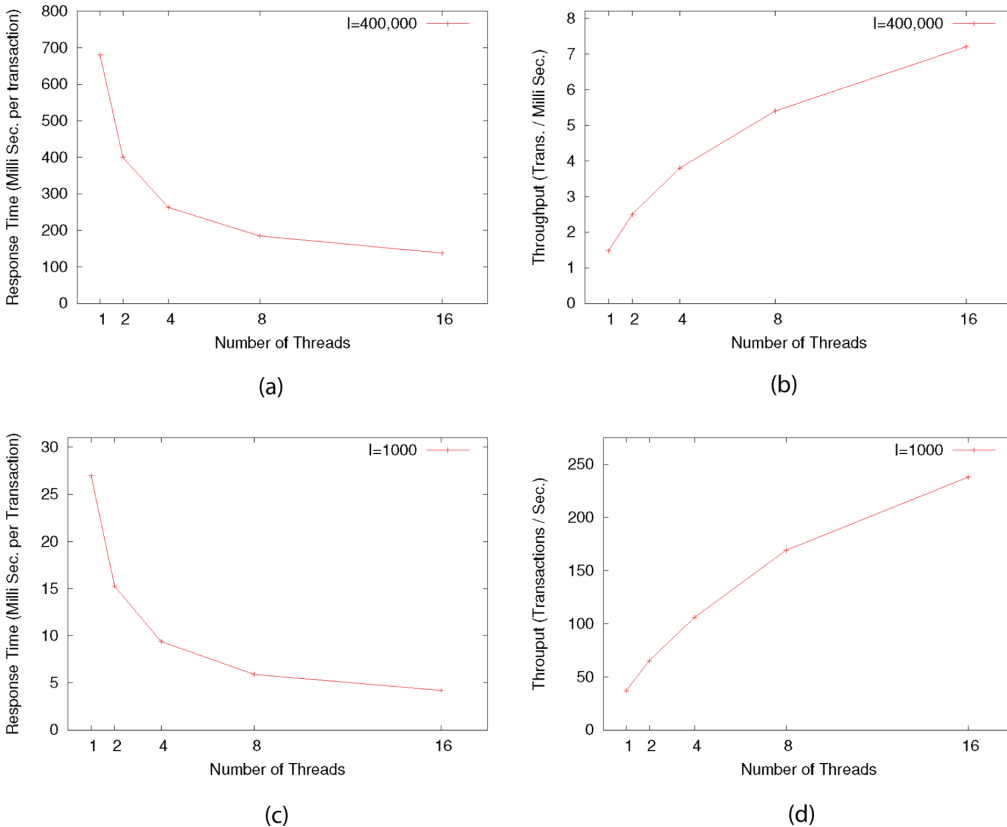 Response Time (Milli Sec. per transaction)
800
700
600
500
400
300
200
100
0
I=400,000
1 2 4 8 16
Number of Threads
(a)
Throughput (Trans. / Milli Sec.)
8
7
6
5
4
3
2
1
0
I=400,000
1 2 4 8 16
Number of Threads
(b)
Response Time (Milli Sec. per Transaction)
30
25
20
15
10
5
0
I=1000
1 2 4 8 16
Number of Threads
(c)
Throuput (Transactions / Sec.)
250
200
150
100
50
0
I=1000
1 2 4 8 16
Number of Threads
(d)